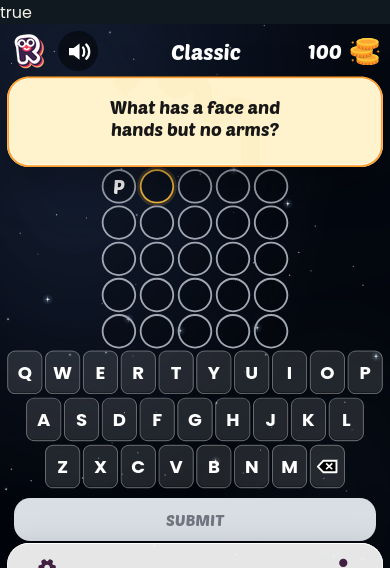 true
Classic
100
What has a face and
hands but no arms?
P
Q W E R T Y U I O P
A S D F G H J K L
Z X C V B N M
SUBMIT